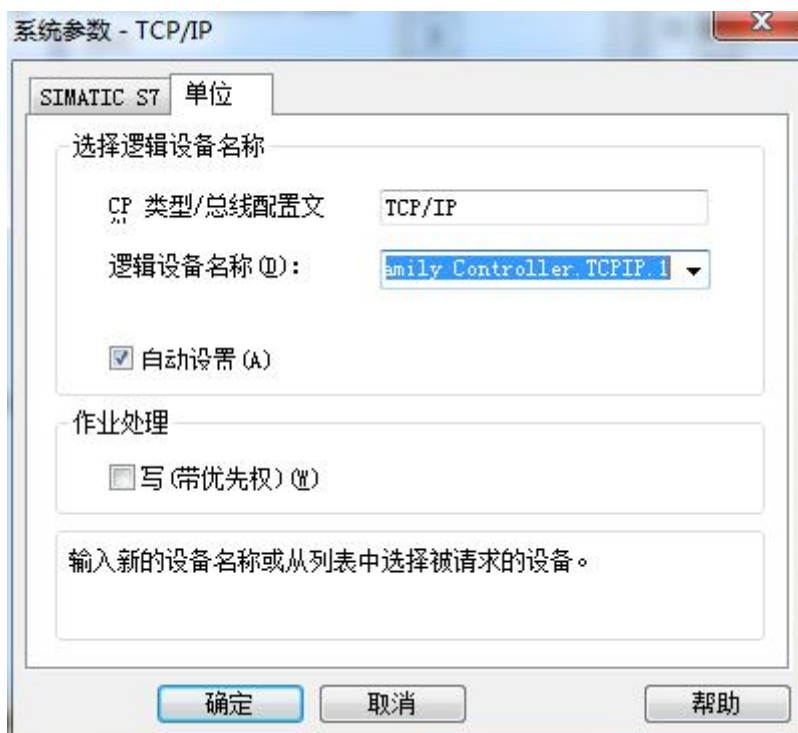 系统参数 - TCP/IP
SIMATIC S7 单位
选择逻辑设备名称
CP 类型/总线配置文 TCP/IP
逻辑设备名称(D): amily Controller.TCPIP.1
自动设置(A)
作业处理
写(带优先权)(W)
输入新的设备名称或从列表中选择被请求的设备。
确定 取消 帮助